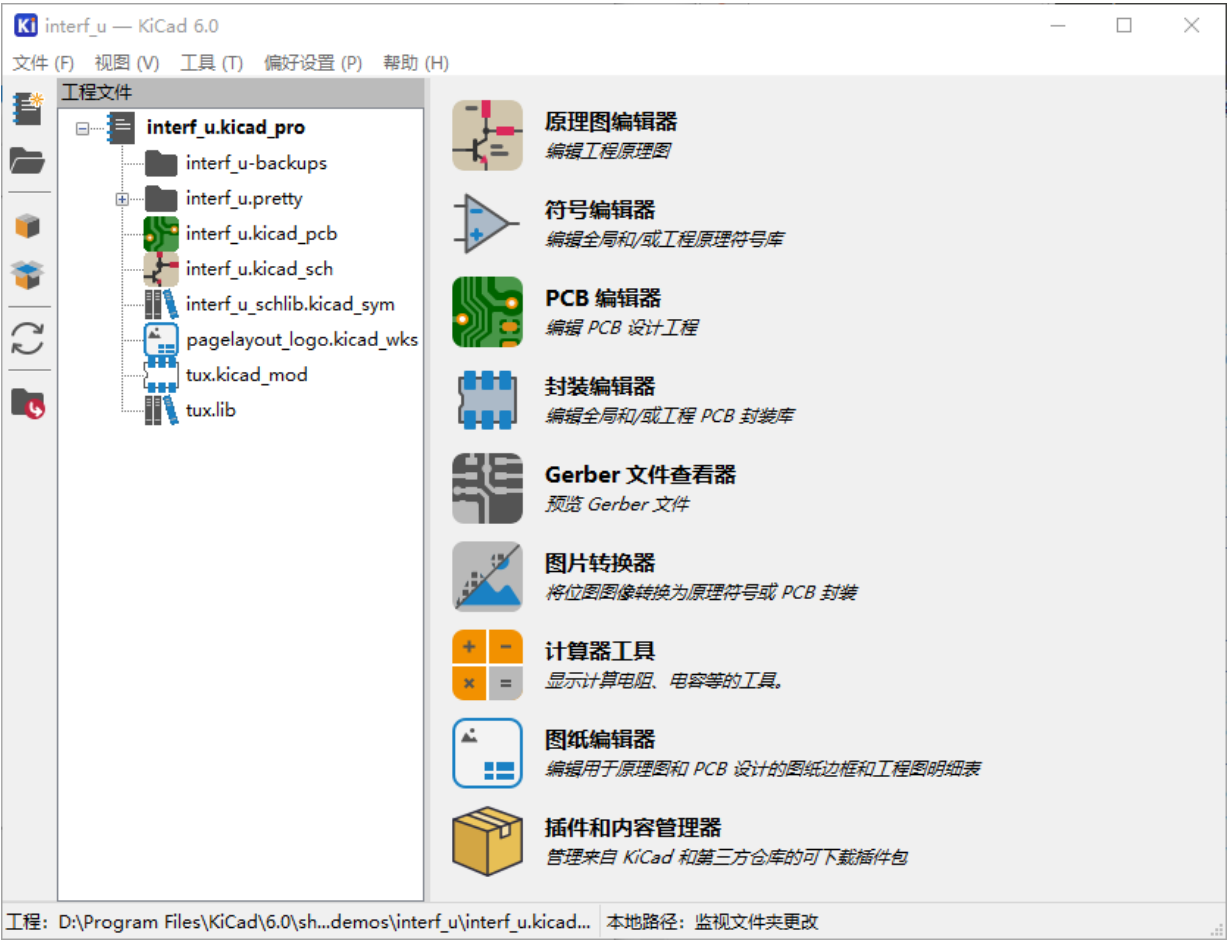 interf_u — KiCad 6.0
文件 (F) 视图 (V) 工具 (T) 偏好设置 (P) 帮助 (H)
工程文件
interf_u.kicad_pro
interf_u-backups
interf_u.pretty
interf_u.kicad_pcb
interf_u.kicad_sch
interf_u_schlib.kicad_sym
pagelayout_logo.kicad_wks
tux.kicad_mod
tux.lib
原理图编辑器
编辑工程原理图
符号编辑器
编辑全局和/或工程原理符号库
PCB 编辑器
编辑 PCB 设计工程
封装编辑器
编辑全局和/或工程 PCB 封装库
Gerber 文件查看器
预览 Gerber 文件
图片转换器
将位图图像转换为原理符号或 PCB 封装
计算器工具
显示计算电阻、电容等的工具。
图纸编辑器
编辑用于原理图和 PCB 设计的图纸边框和工程图明细表
插件和内容管理器
管理来自 KiCad 和第三方仓库的可下载插件包
工程: D:\Program Files\KiCad\6.0\sh...demos\interf_u\interf_u.kicad... 本地路径: 监视文件夹更改